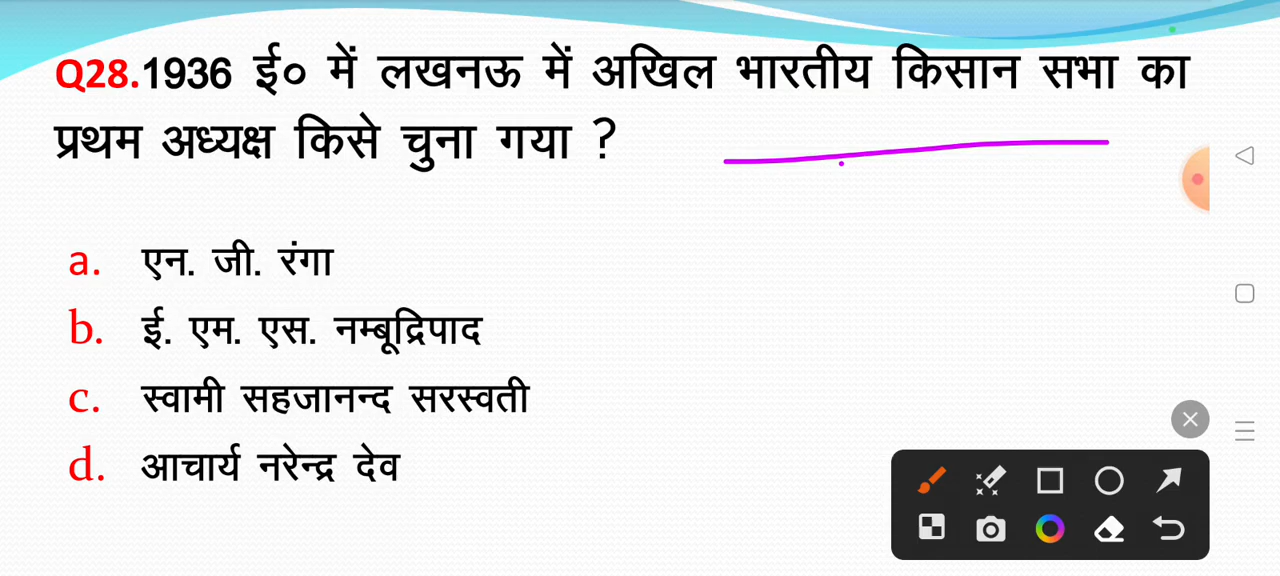 Q28.1936 ई० में लखनऊ में अखिल भारतीय किसान सभा का
प्रथम अध्यक्ष किसे चुना गया ?
a. एन. जी. रंगा
b. ई. एम. एस. नम्बूद्रिपाद
c. स्वामी सहजानन्द सरस्वती
d. आचार्य नरेन्द्र देव